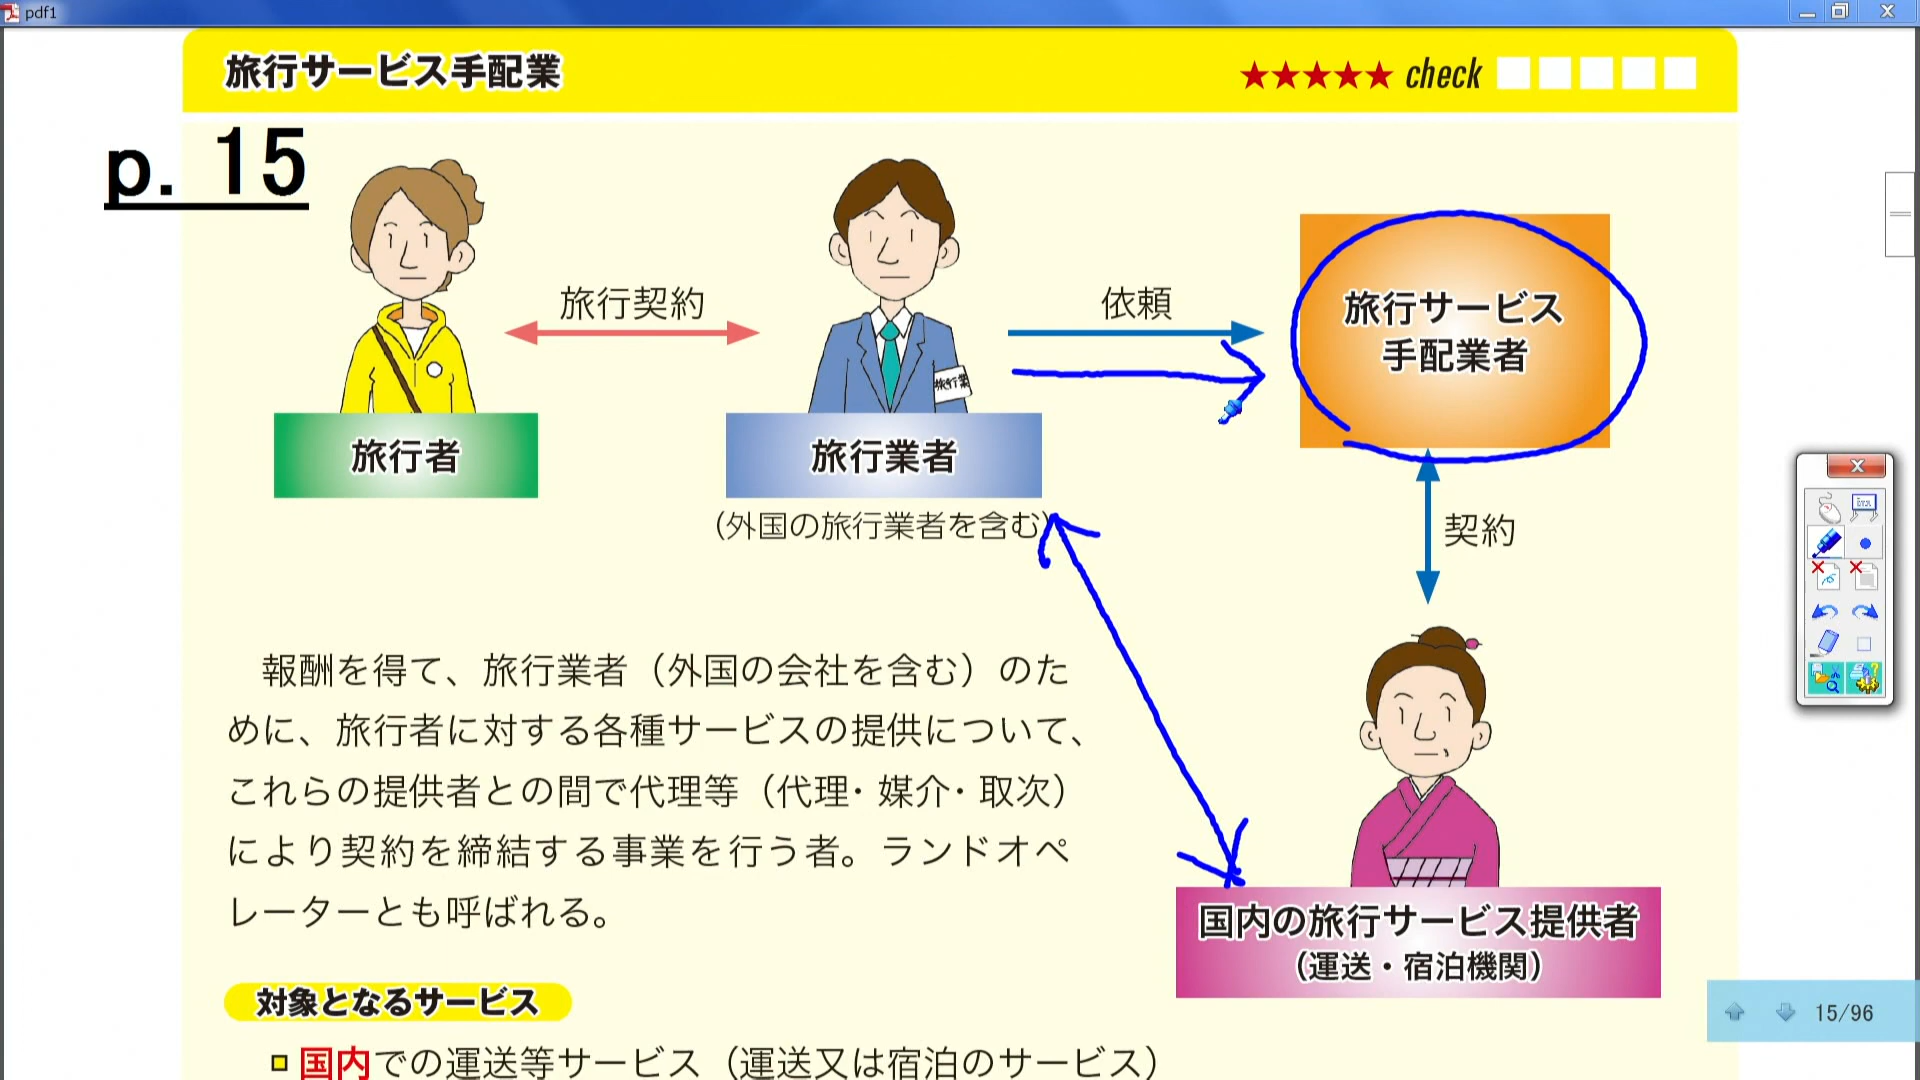 pdf1
旅行サービス手配業
★★★★★ check
p. 15
旅行契約
依頼
旅行サービス
手配業者
旅行業
旅行者
旅行業者
(外国の旅行業者を含む)
契約
報酬を得て、旅行業者(外国の会社を含む)のた
めに、旅行者に対する各種サービスの提供について、
これらの提供者との間で代理等(代理・媒介・取次)
により契約を締結する事業を行う者。ランドオペ
レーターとも呼ばれる。
国内の旅行サービス提供者
(運送・宿泊機関)
対象となるサービス
国内での運送等サービス(運送又は宿泊のサービス)
15/96